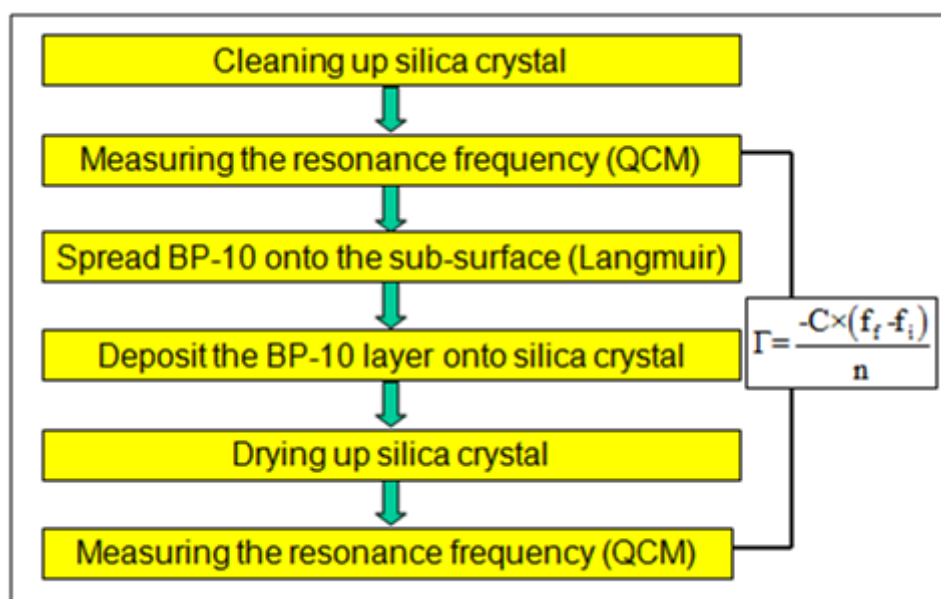 Cleaning up silica crystal
Measuring the resonance frequency (QCM)
Spread BP-10 onto the sub-surface (Langmuir)
Deposit the BP-10 layer onto silica crystal
Γ= -C×(f_f -f_i) / n
Drying up silica crystal
Measuring the resonance frequency (QCM)